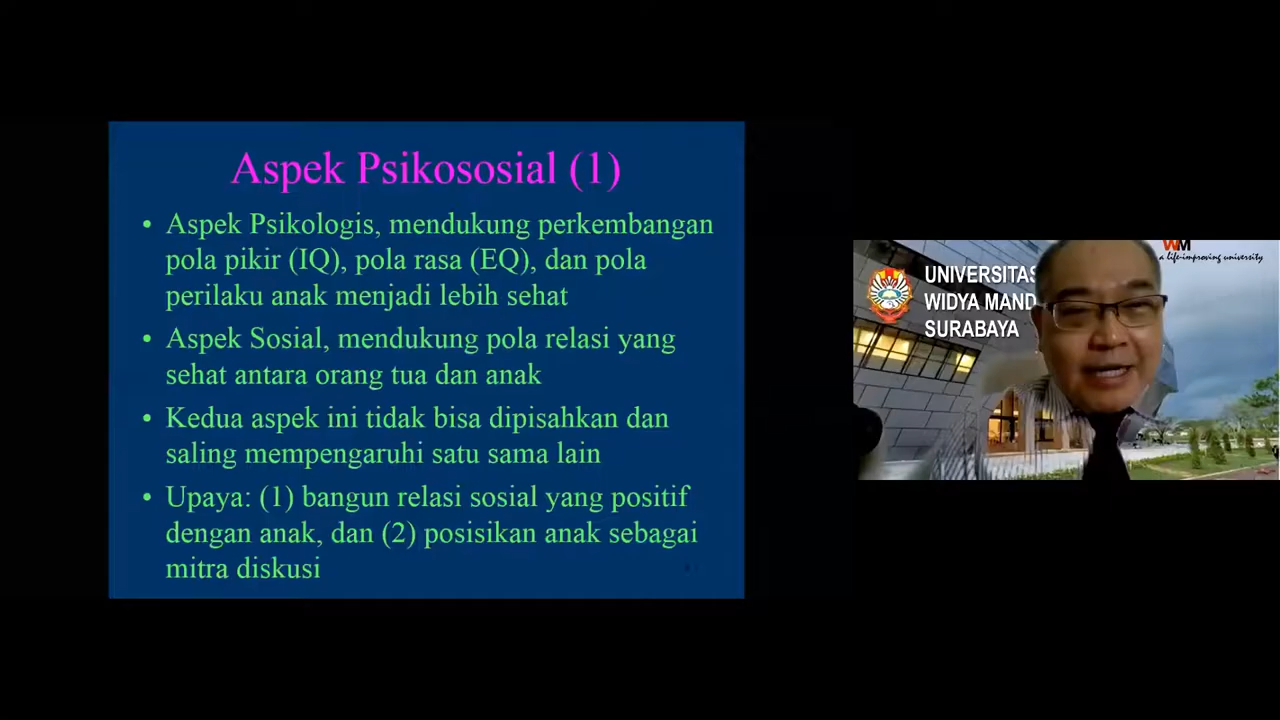 Aspek Psikososial (1)
• Aspek Psikologis, mendukung perkembangan
pola pikir (IQ), pola rasa (EQ), dan pola
perilaku anak menjadi lebih sehat
• Aspek Sosial, mendukung pola relasi yang
sehat antara orang tua dan anak
• Kedua aspek ini tidak bisa dipisahkan dan
saling mempengaruhi satu sama lain
• Upaya: (1) bangun relasi sosial yang positif
dengan anak, dan (2) posisikan anak sebagai
mitra diskusi
UNIVERSITAS
WIDYA MAND
SURABAYA
WM
a life-improving university